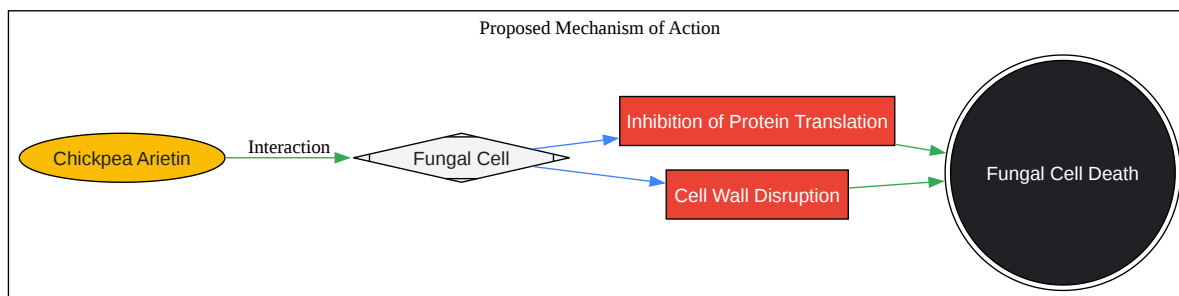 Proposed Mechanism of Action
Chickpea Arietin
Interaction
Fungal Cell
Inhibition of Protein Translation
Cell Wall Disruption
Fungal Cell Death